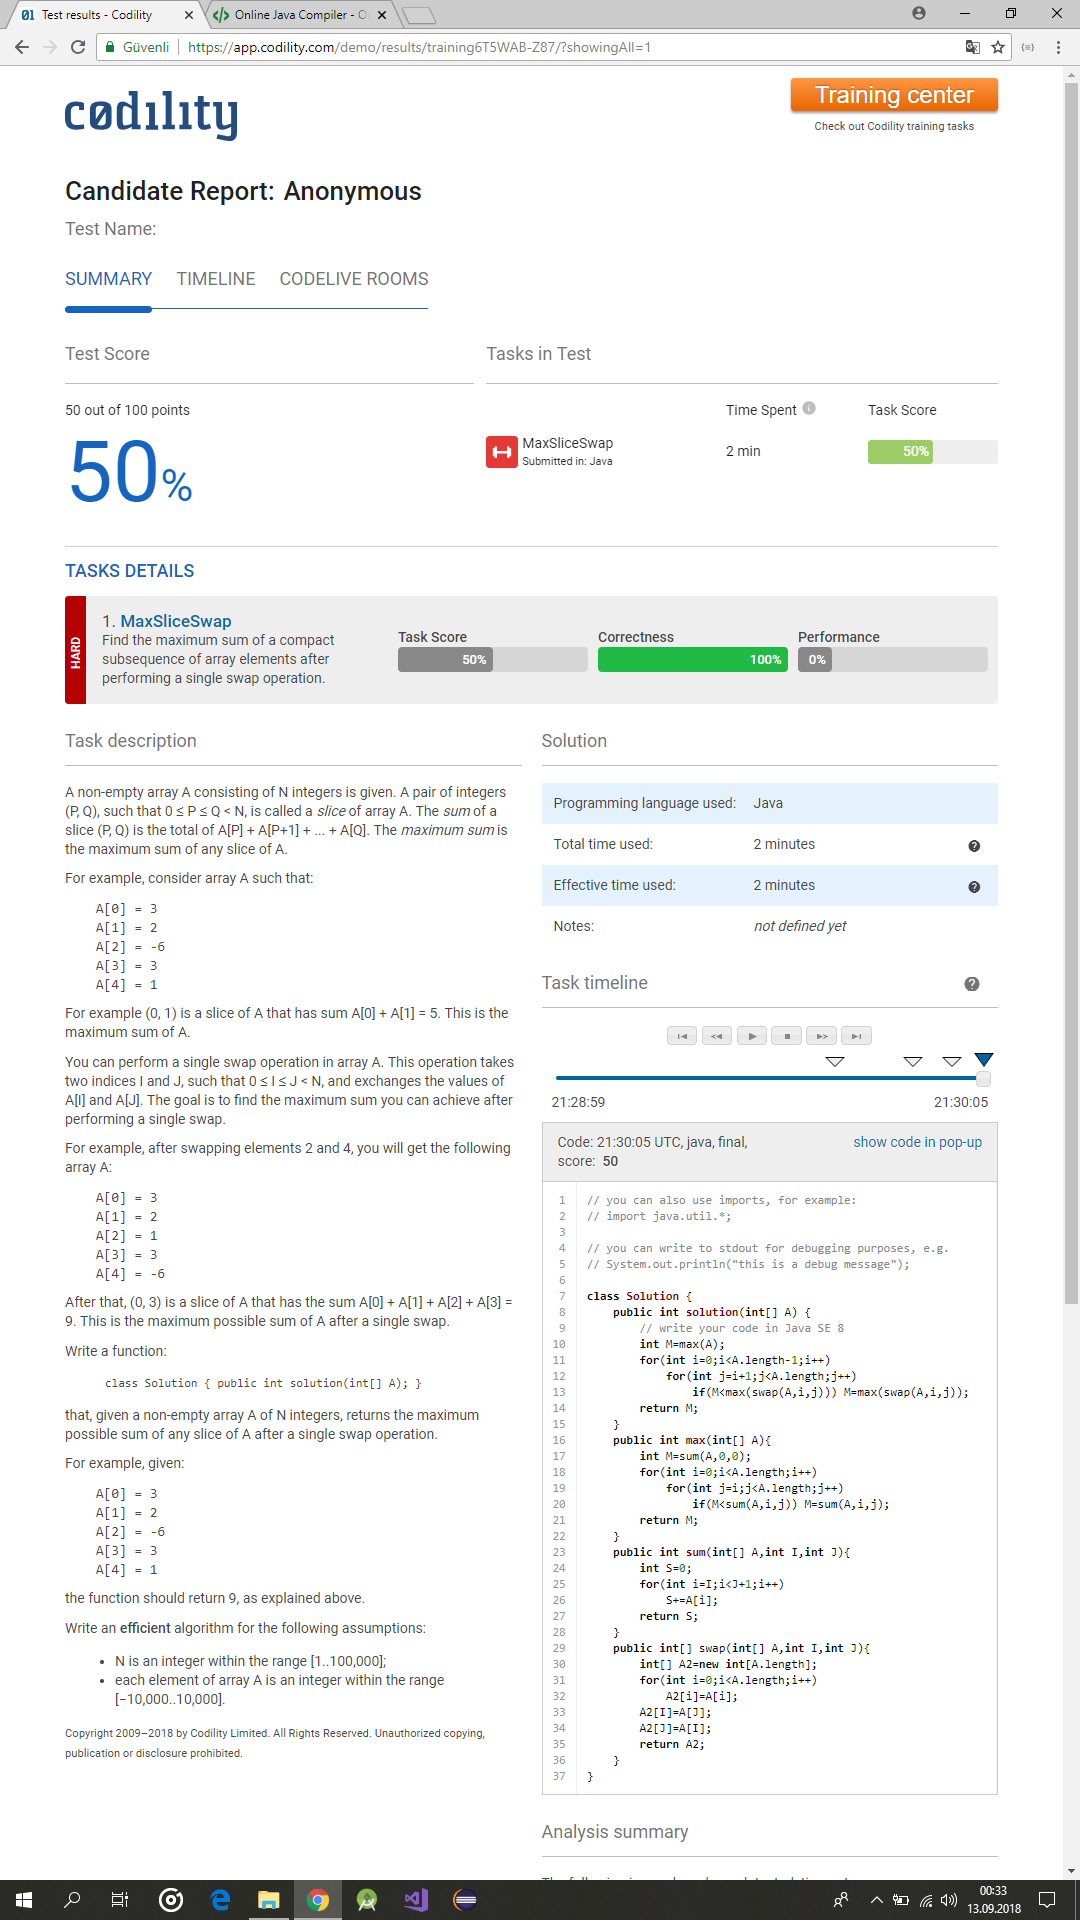 Test results - Codility
Online Java Compiler - O
Güvenli
https://app.codility.com/demo/results/training6T5WAB-Z87/?showingAll=1
codility
Training center
Check out Codility training tasks
Candidate Report: Anonymous
Test Name:
SUMMARY TIMELINE CODELIVE ROOMS
Test Score
Tasks in Test
50 out of 100 points
Time Spent
Task Score
50%
MaxSliceSwap
Submitted in: Java
2 min
50%
TASKS DETAILS
HARD
1. MaxSliceSwap
Find the maximum sum of a compact
subsequence of array elements after
performing a single swap operation.
Task Score
50%
Correctness
100%
Performance
0%
Task description
A non-empty array A consisting of N integers is given. A pair of integers
(P, Q), such that 0 ≤ P ≤ Q < N, is called a slice of array A. The sum of a
slice (P, Q) is the total of A[P] + A[P+1] + ... + A[Q]. The maximum sum is
the maximum sum of any slice of A.
For example, consider array A such that:
A[0] = 3
A[1] = 2
A[2] = -6
A[3] = 3
A[4] = 1
For example (0, 1) is a slice of A that has sum A[0] + A[1] = 5. This is the
maximum sum of A.
You can perform a single swap operation in array A. This operation takes
two indices I and J, such that 0 ≤ I ≤ J < N, and exchanges the values of
A[I] and A[J]. The goal is to find the maximum sum you can achieve after
performing a single swap.
For example, after swapping elements 2 and 4, you will get the following
array A:
A[0] = 3
A[1] = 2
A[2] = 1
A[3] = 3
A[4] = -6
After that, (0, 3) is a slice of A that has the sum A[0] + A[1] + A[2] + A[3] =
9. This is the maximum possible sum of A after a single swap.
Write a function:
class Solution { public int solution(int[] A); }
that, given a non-empty array A of N integers, returns the maximum
possible sum of any slice of A after a single swap operation.
For example, given:
A[0] = 3
A[1] = 2
A[2] = -6
A[3] = 3
A[4] = 1
the function should return 9, as explained above.
Write an efficient algorithm for the following assumptions:
• N is an integer within the range [1..100,000];
• each element of array A is an integer within the range
[−10,000..10,000].
Copyright 2009–2018 by Codility Limited. All Rights Reserved. Unauthorized copying,
publication or disclosure prohibited.
Solution
Programming language used: Java
Total time used: 2 minutes
Effective time used: 2 minutes
Notes: not defined yet
Task timeline
21:28:59
21:30:05
Code: 21:30:05 UTC, java, final,
score: 50
show code in pop-up
1 // you can also use imports, for example:
2 // import java.util.*;
3
4 // you can write to stdout for debugging purposes, e.g.
5 // System.out.println("this is a debug message");
6
7 class Solution {
8 public int solution(int[] A) {
9 // write your code in Java SE 8
10 int M=max(A);
11 for(int i=0;i<A.length-1;i++)
12 for(int j=i+1;j<A.length;j++)
13 if(M<max(swap(A,i,j))) M=max(swap(A,i,j));
14 return M;
15 }
16 public int max(int[] A){
17 int M=sum(A,0,0);
18 for(int i=0;i<A.length;i++)
19 for(int j=i;j<A.length;j++)
20 if(M<sum(A,i,j)) M=sum(A,i,j);
21 return M;
22 }
23 public int sum(int[] A,int I,int J){
24 int S=0;
25 for(int i=I;i<J+1;i++)
26 S+=A[i];
27 return S;
28 }
29 public int[] swap(int[] A,int I,int J){
30 int[] A2=new int[A.length];
31 for(int i=0;i<A.length;i++)
32 A2[i]=A[i];
33 A2[I]=A[J];
34 A2[J]=A[I];
35 return A2;
36 }
37 }
Analysis summary
00:33
13.09.2018